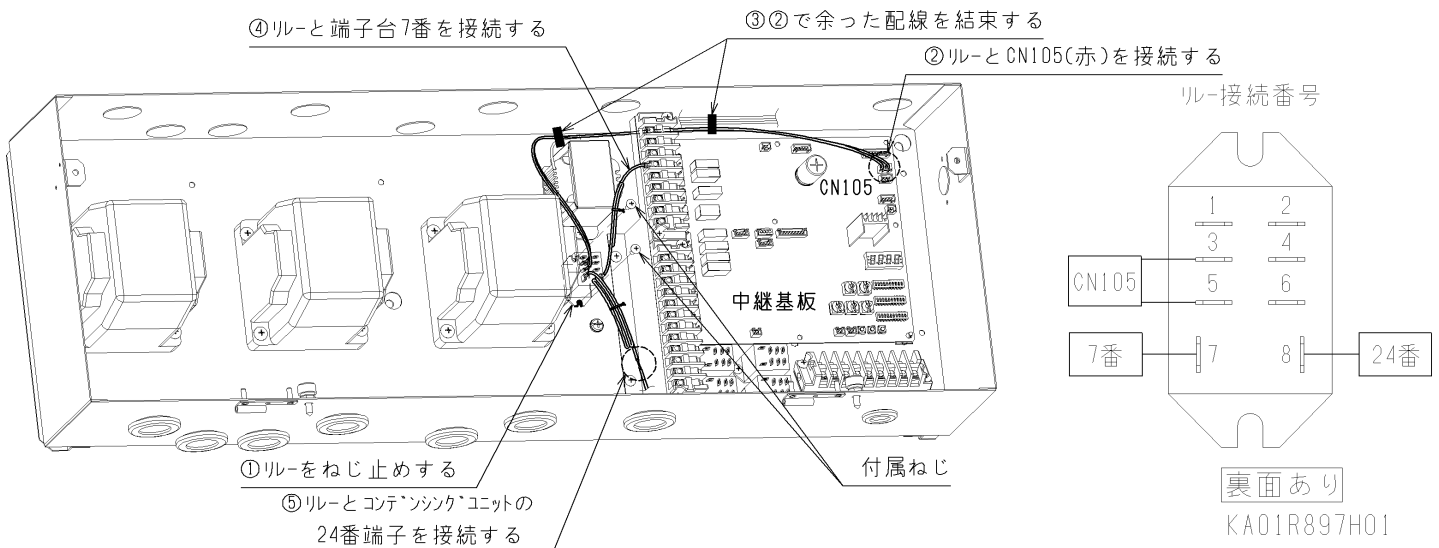 ④リレーと端子台7番を接続する
③②で余った配線を結束する
②リレーとCN105(赤)を接続する
リレー接続番号
CN105
中継基板
1 2
3 4
CN105
5 6
7番
7 8
24番
①リレーをねじ止めする
付属ねじ
⑤リレーとコンデンシングユニットの
24番端子を接続する
裏面あり
KA01R897H01